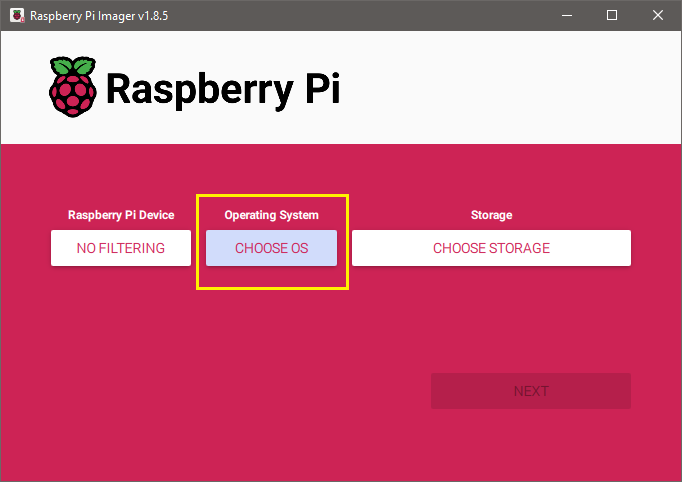 Raspberry Pi Imager v1.8.5
Raspberry Pi
Raspberry Pi Device
Operating System
Storage
NO FILTERING
CHOOSE OS
CHOOSE STORAGE
NEXT